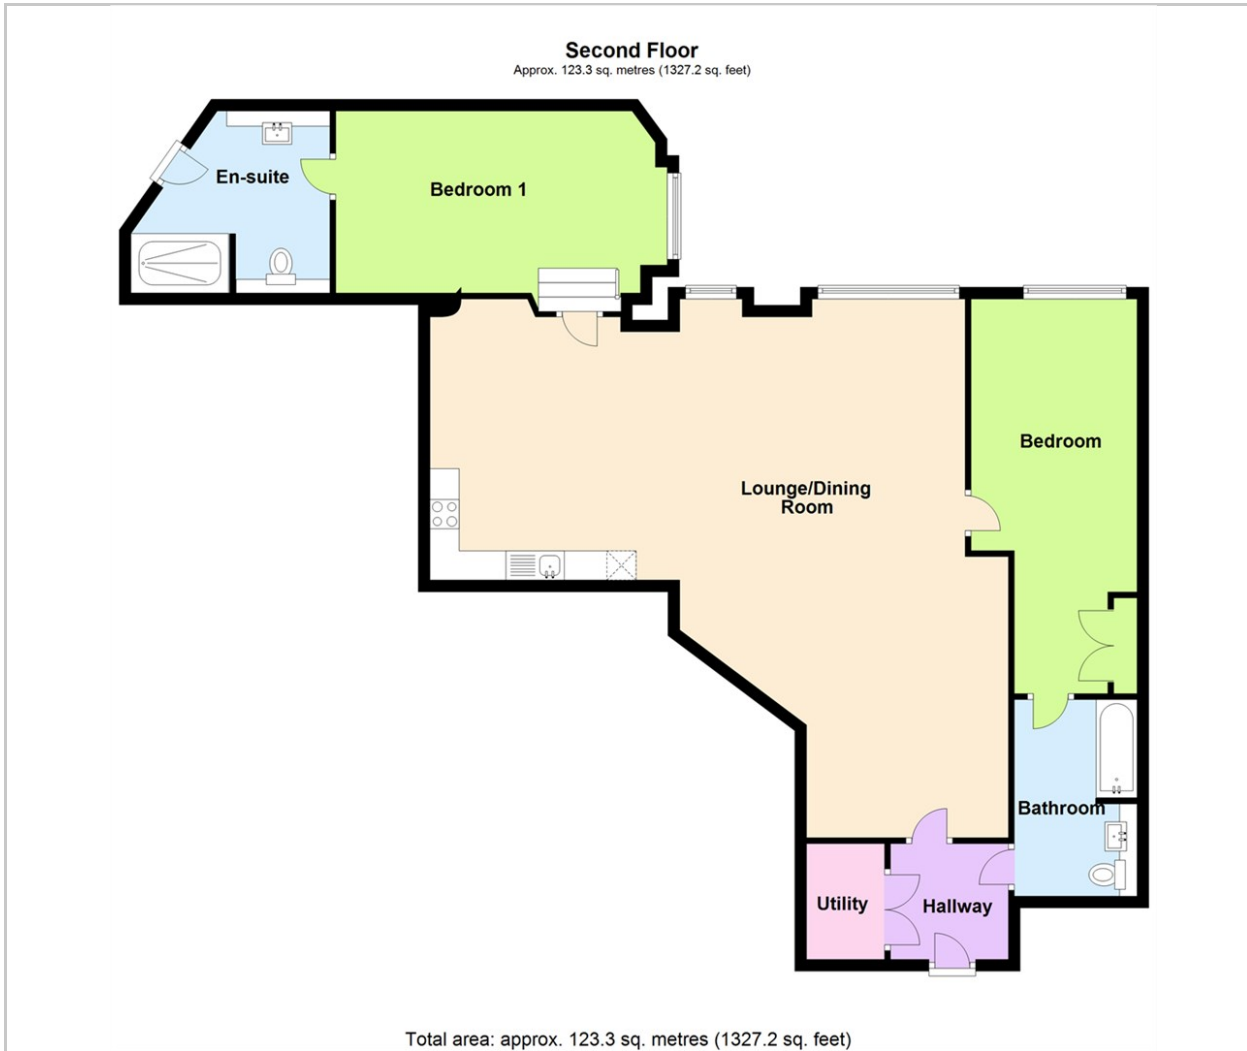 Second Floor
Approx. 123.3 sq. metres (1327.2 sq. feet)
En-suite
Bedroom 1
Bedroom
Lounge/Dining
Room
Bathroom
Utility
Hallway
Total area: approx. 123.3 sq. metres (1327.2 sq. feet)